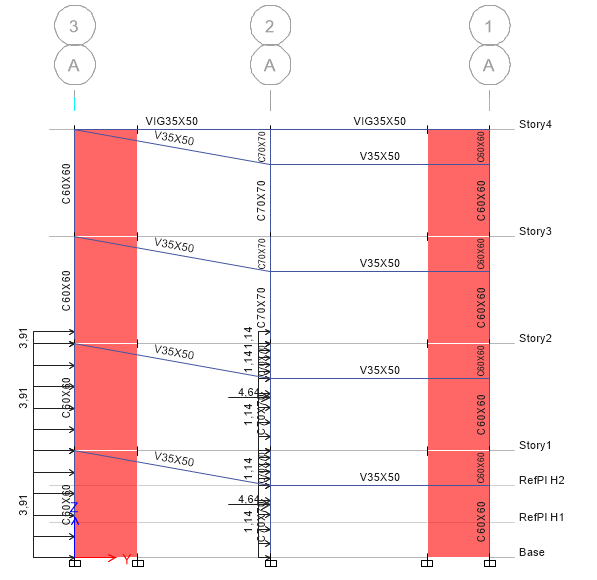 3 2 1
A A A
VIG35X50 VIG35X50
Story4
V35X50
C70X70
C60X60
V35X50
C60X60
C70X70
C60X60
Story3
V35X50
C70X70
C60X60
V35X50
C60X60
C70X70
C60X60
3,91
1,14
Story2
V35X50
1,14
C60X60
V35X50
3,91
C60X60
4,64
1,14
C60X60
Story1
V35X50
1,14
C60X60
V35X50
RefPl H2
3,91
C60X60
4,64
1,14
C60X60
Z
RefPl H1
Y
Base